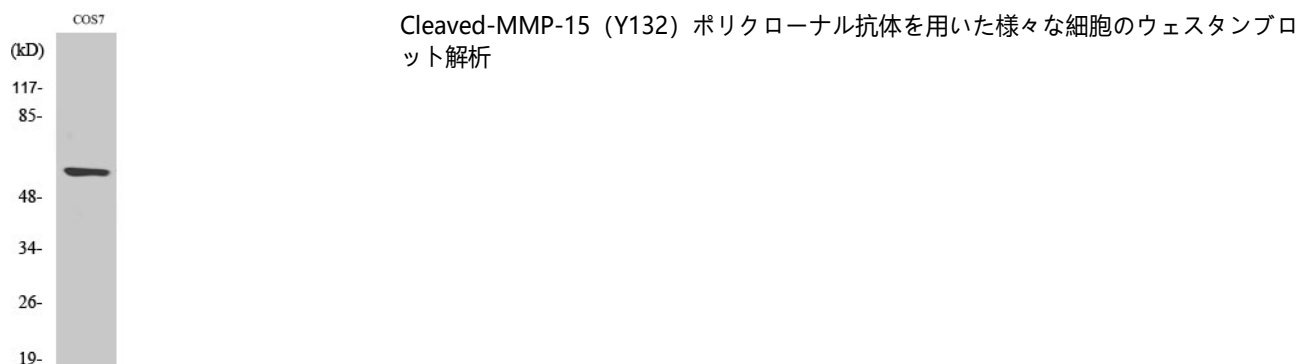 COS7
(kD)
117-
85-
48-
34-
26-
19-
Cleaved-MMP-15（Y132）ポリクローナル抗体を用いた様々な細胞のウェスタンブロ
ット解析